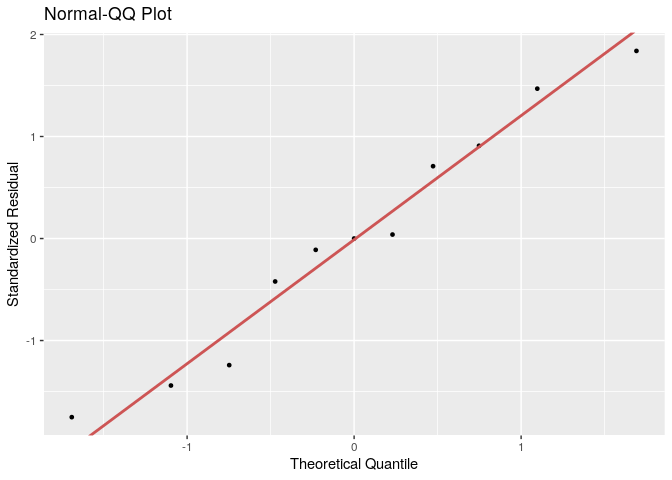 Normal-QQ Plot
2
1
0
-1
Standardized Residual
-1
0
1
Theoretical Quantile